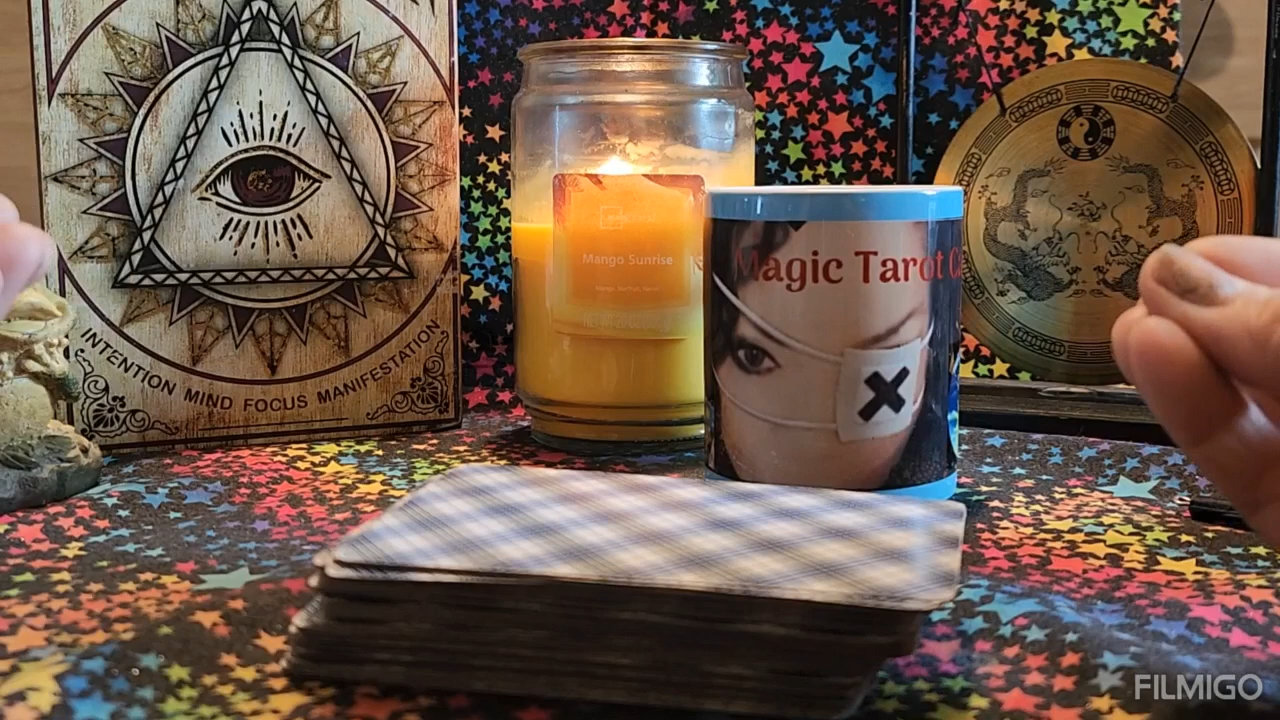 INTENTION MIND FOCUS MANIFESTATION
Mango Sunrise
Magic Tarot
FILMIGO